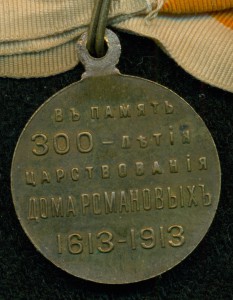 ВЪ ПАМЯТЬ
300-ЛѢТІЯ
ЦАРСТВОВАНІЯ
ДОМА РОМАНОВЫХЪ
1613-1913